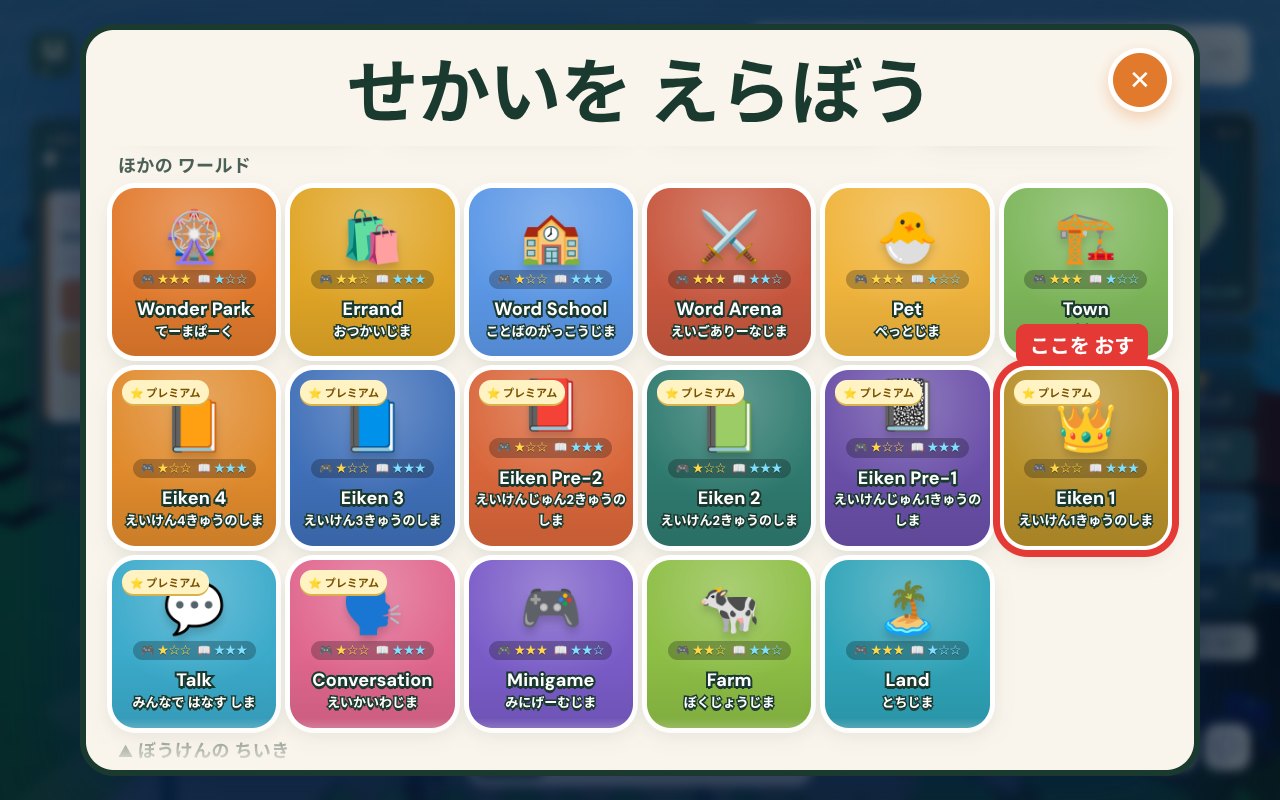 せかいを えらぼう
×
ほかの ワールド
🎮 ★★★ 📖 ★☆☆
Wonder Park
てーまぱーく
🎮 ★★☆ 📖 ★★★
Errand
おつかいじま
🎮 ★☆☆ 📖 ★★★
Word School
ことばのがっこうじま
🎮 ★★★ 📖 ★★☆
Word Arena
えいごありーなじま
🎮 ★★★ 📖 ★☆☆
Pet
ぺっとじま
🎮 ★★★ 📖 ★☆☆
Town
ここを おす
⭐ プレミアム
🎮 ★☆☆ 📖 ★★★
Eiken 4
えいけん4きゅうのしま
⭐ プレミアム
🎮 ★☆☆ 📖 ★★★
Eiken 3
えいけん3きゅうのしま
⭐ プレミアム
🎮 ★☆☆ 📖 ★★★
Eiken Pre-2
えいけんじゅん2きゅうの
しま
⭐ プレミアム
🎮 ★☆☆ 📖 ★★★
Eiken 2
えいけん2きゅうのしま
⭐ プレミアム
🎮 ★☆☆ 📖 ★★★
Eiken Pre-1
えいけんじゅん1きゅうの
しま
⭐ プレミアム
🎮 ★☆☆ 📖 ★★★
Eiken 1
えいけん1きゅうのしま
⭐ プレミアム
🎮 ★☆☆ 📖 ★★★
Talk
みんなで はなす しま
⭐ プレミアム
🎮 ★☆☆ 📖 ★★★
Conversation
えいかいわじま
🎮 ★★★ 📖 ★★☆
Minigame
みにげーむじま
🎮 ★★☆ 📖 ★★☆
Farm
ぼくじょうじま
🎮 ★★★ 📖 ★☆☆
Land
とちじま
▲ ぼうけんの ちいき